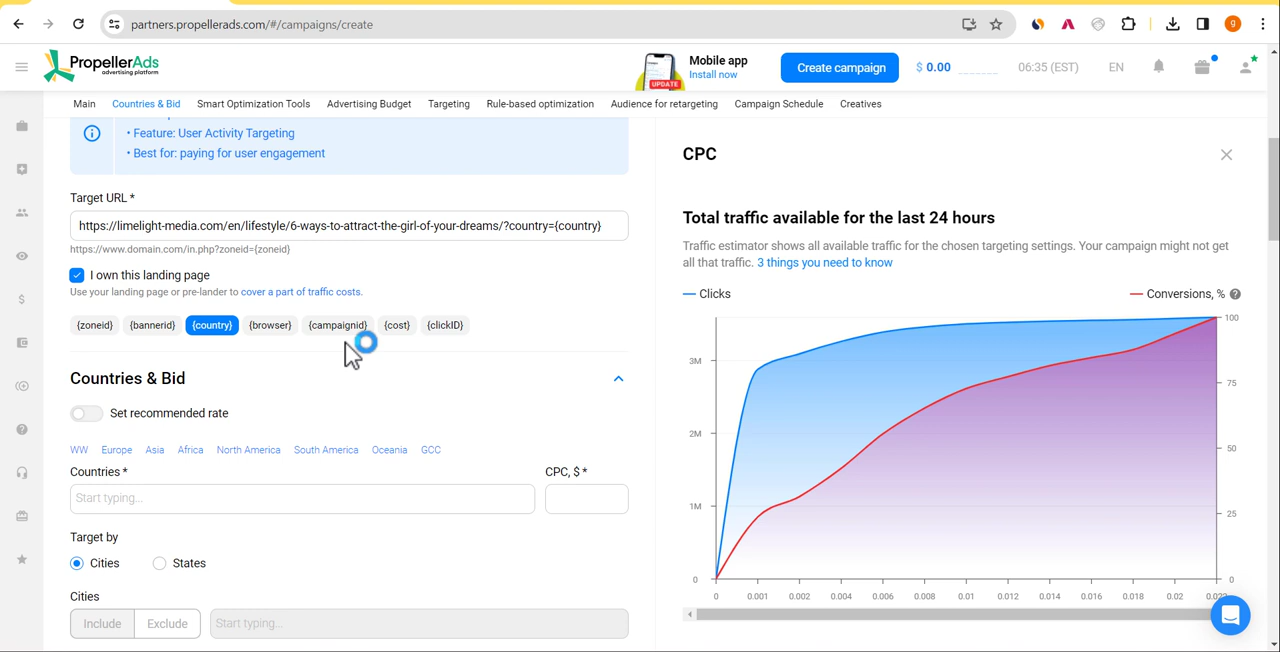 partners.propellerads.com/#/campaigns/create
g
PropellerAds
advertising platform
UPDATE
Mobile app
Install now
Create campaign
$ 0.00
06:35 (EST)
EN
Main
Countries & Bid
Smart Optimization Tools
Advertising Budget
Targeting
Rule-based optimization
Audience for retargeting
Campaign Schedule
Creatives
• Feature: User Activity Targeting
• Best for: paying for user engagement
Target URL *
https://limelight-media.com/en/lifestyle/6-ways-to-attract-the-girl-of-your-dreams/?country={country}
https://www.domain.com/in.php?zoneid={zoneid}
I own this landing page
Use your landing page or pre-lander to cover a part of traffic costs.
{zoneid} {bannerid} {country} {browser} {campaignid} {cost} {clickID}
Countries & Bid
Set recommended rate
WW Europe Asia Africa North America South America Oceania GCC
Countries * CPC, $ *
Start typing...
Target by
Cities States
Cities
Include Exclude Start typing...
CPC
Total traffic available for the last 24 hours
Traffic estimator shows all available traffic for the chosen targeting settings. Your campaign might not get
all that traffic. 3 things you need to know
Clicks Conversions, %
100
3M
75
2M
50
1M
25
0 0
0 0.001 0.002 0.004 0.006 0.008 0.01 0.012 0.014 0.016 0.018 0.02